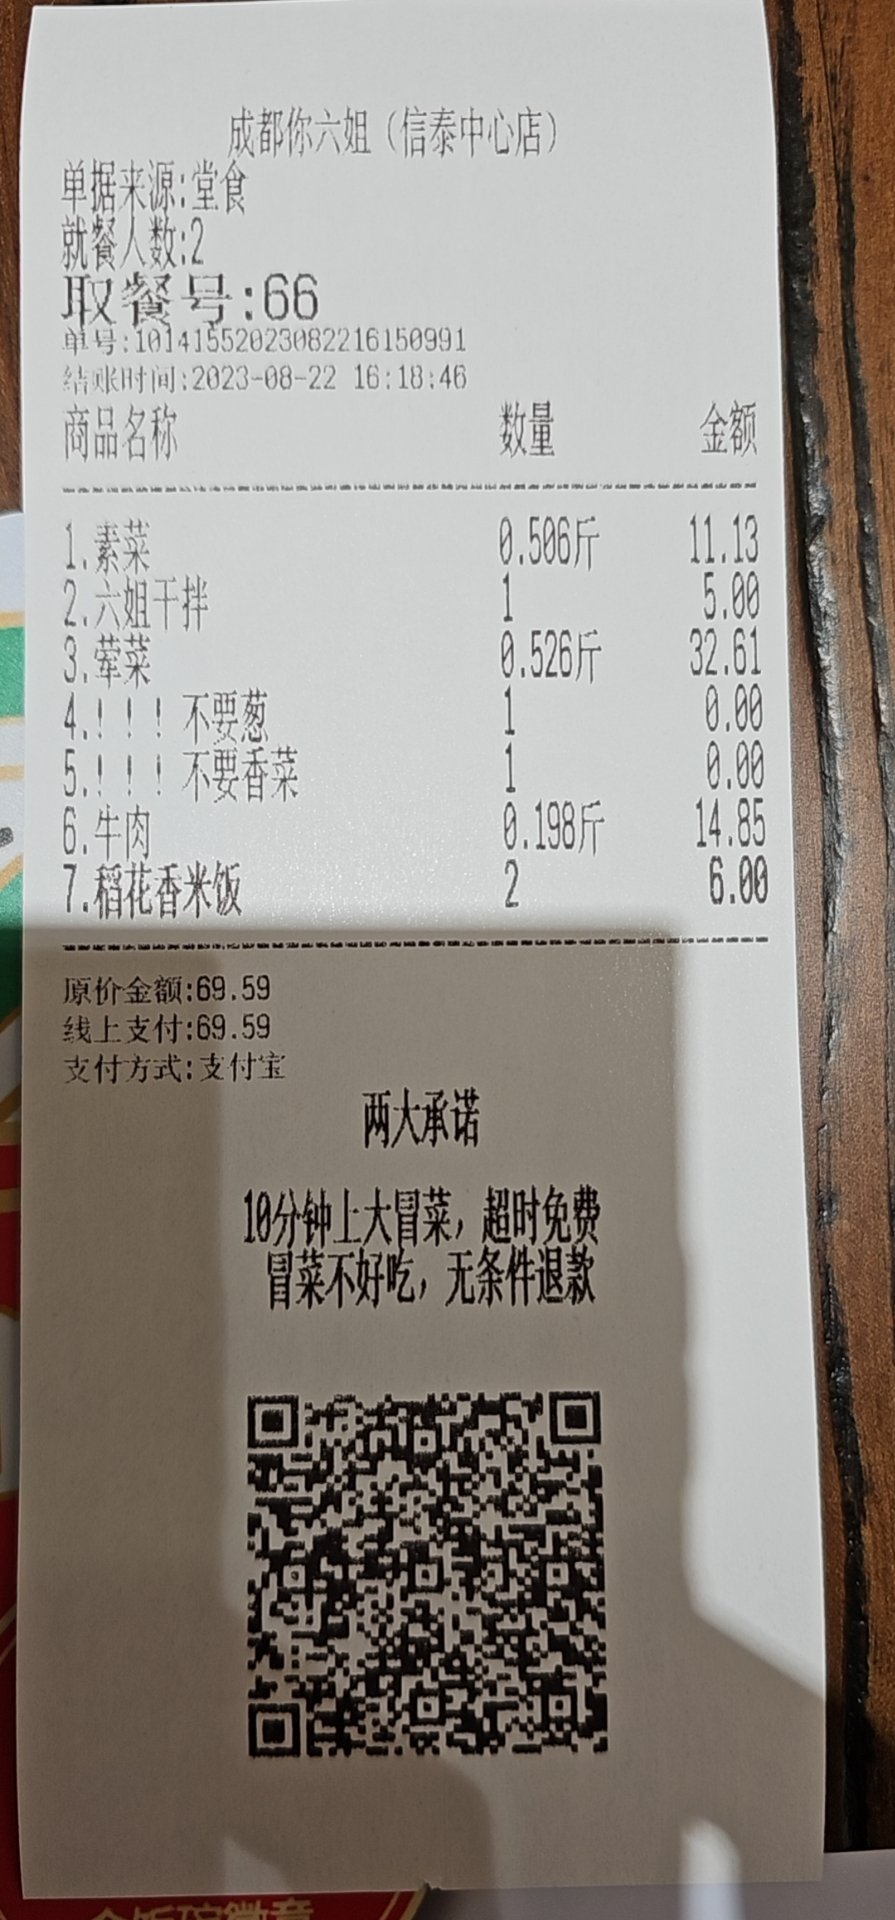 成都你六姐（信泰中心店）
单据来源:堂食
就餐人数:2
取餐号:66
单号:10141552023082216150991
结账时间:2023-08-22 16:18:46
商品名称 数量 金额
1.素菜 0.506斤 11.13
2.六姐干拌 1 5.00
3.荤菜 0.526斤 32.61
4.！！！不要葱 1 0.00
5.！！！不要香菜 1 0.00
6.牛肉 0.198斤 14.85
7.稻花香米饭 2 6.00
原价金额:69.59
线上支付:69.59
支付方式:支付宝
两大承诺
10分钟上大冒菜，超时免费
冒菜不好吃，无条件退款